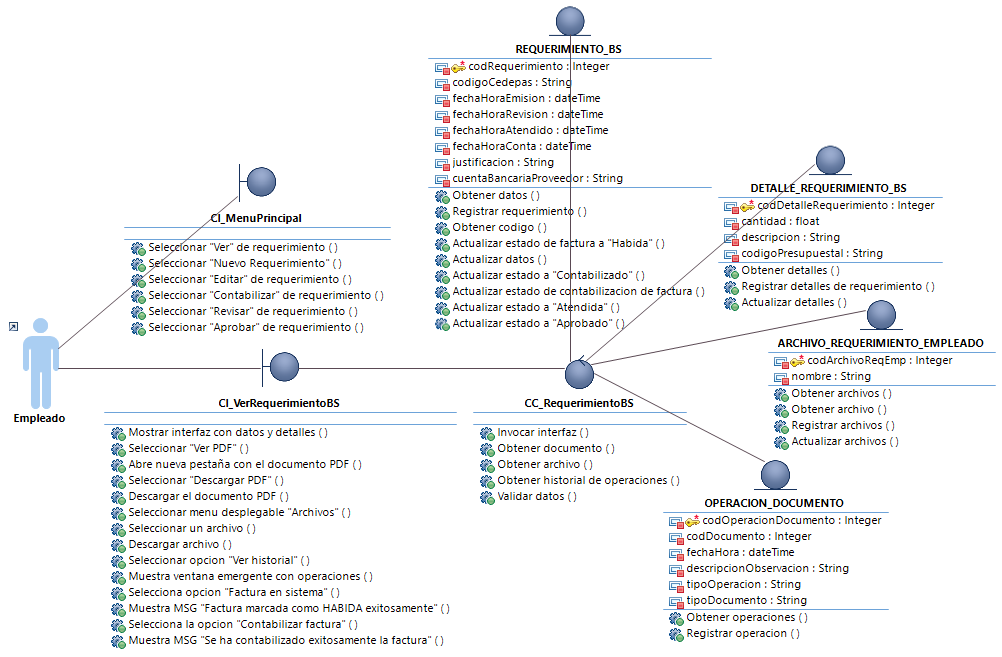 REQUERIMIENTO_BS
codRequerimiento : Integer
codigoCedepas : String
fechaHoraEmision : dateTime
fechaHoraRevision : dateTime
fechaHoraAtendido : dateTime
fechaHoraConta : dateTime
justificacion : String
cuentaBancariaProveedor : String
Obtener datos ( )
Registrar requerimiento ( )
Obtener codigo ( )
Actualizar estado de factura a "Habida" ( )
Actualizar datos ( )
Actualizar estado a "Contabilizado" ( )
Actualizar estado de contabilizacion de factura ( )
Actualizar estado a "Atendida" ( )
Actualizar estado a "Aprobado" ( )
DETALLE_REQUERIMIENTO_BS
codDetalleRequerimiento : Integer
cantidad : float
descripcion : String
codigoPresupuestal : String
Obtener detalles ( )
Registrar detalles de requerimiento ( )
Actualizar detalles ( )
CI_MenuPrincipal
Seleccionar "Ver" de requerimiento ( )
Seleccionar "Nuevo Requerimiento" ( )
Seleccionar "Editar" de requerimiento ( )
Seleccionar "Contabilizar" de requerimiento ( )
Seleccionar "Revisar" de requerimiento ( )
Seleccionar "Aprobar" de requerimiento ( )
ARCHIVO_REQUERIMIENTO_EMPLEADO
codArchivoReqEmp : Integer
nombre : String
Obtener archivos ( )
Obtener archivo ( )
Registrar archivos ( )
Actualizar archivos ( )
Empleado
CI_VerRequerimientoBS
Mostrar interfaz con datos y detalles ( )
Seleccionar "Ver PDF" ( )
Abre nueva pestaña con el documento PDF ( )
Seleccionar "Descargar PDF" ( )
Descargar el documento PDF ( )
Seleccionar menu desplegable "Archivos" ( )
Seleccionar un archivo ( )
Descargar archivo ( )
Seleccionar opcion "Ver historial" ( )
Muestra ventana emergente con operaciones ( )
Selecciona opcion "Factura en sistema" ( )
Muestra MSG "Factura marcada como HABIDA exitosamente" ( )
Selecciona la opcion "Contabilizar factura" ( )
Muestra MSG "Se ha contabilizado exitosamente la factura" ( )
CC_RequerimientoBS
Invocar interfaz ( )
Obtener documento ( )
Obtener archivo ( )
Obtener historial de operaciones ( )
Validar datos ( )
OPERACION_DOCUMENTO
codOperacionDocumento : Integer
codDocumento : Integer
fechaHora : dateTime
descripcionObservacion : String
tipoOperacion : String
tipoDocumento : String
Obtener operaciones ( )
Registrar operacion ( )